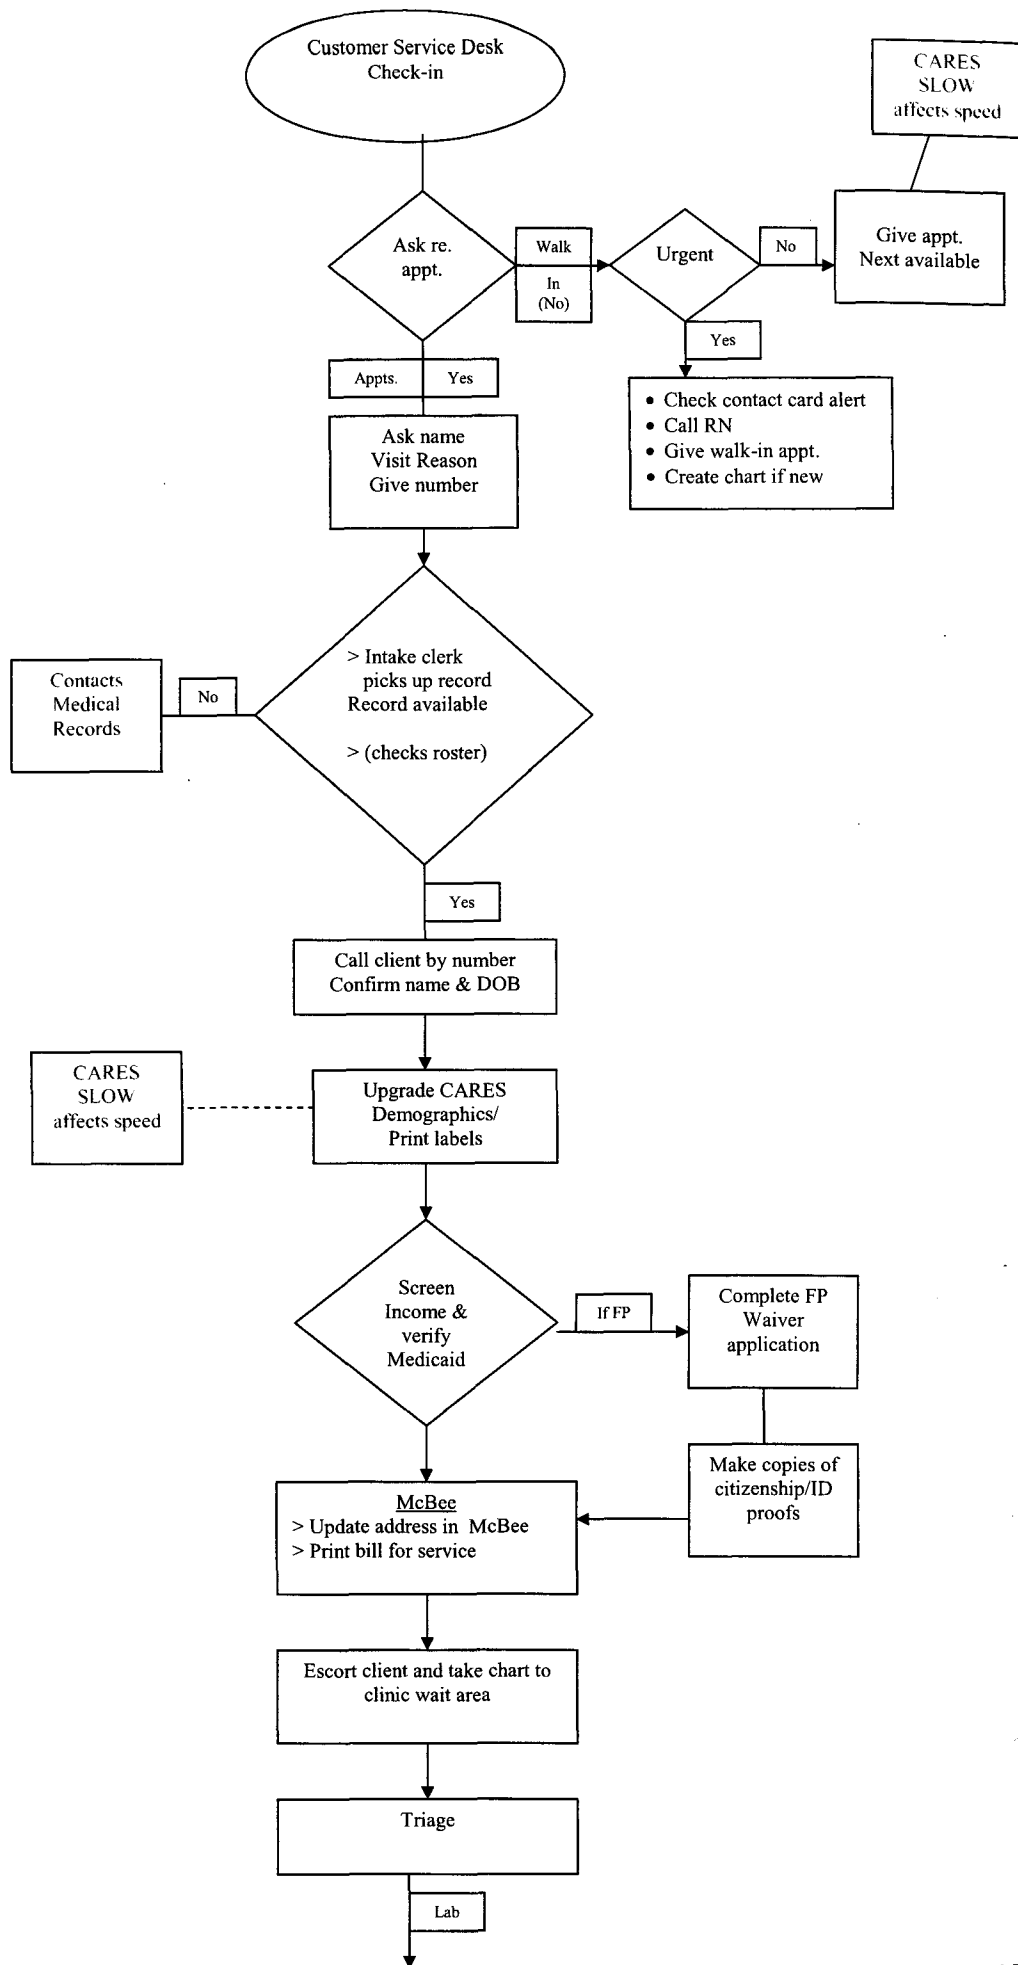 Customer Service Desk
Check-in
CARES
SLOW
affects speed
Ask re.
appt.
Walk
In
(No)
Urgent
No
Give appt.
Next available
Yes
Appts.
Yes
• Check contact card alert
• Call RN
• Give walk-in appt.
• Create chart if new
Ask name
Visit Reason
Give number
> Intake clerk
picks up record
Record available
> (checks roster)
No
Contacts
Medical
Records
Yes
Call client by number
Confirm name & DOB
CARES
SLOW
affects speed
Upgrade CARES
Demographics/
Print labels
Screen
Income &
verify
Medicaid
If FP
Complete FP
Waiver
application
Make copies of
citizenship/ID
proofs
McBee
> Update address in McBee
> Print bill for service
Escort client and take chart to
clinic wait area
Triage
Lab